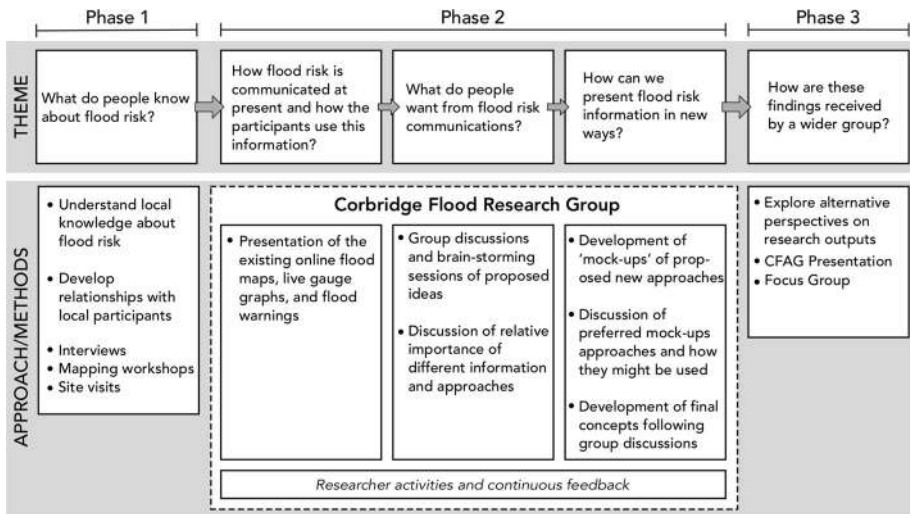 Phase 1
Phase 2
Phase 3
THEME
What do people know
about flood risk?
How flood risk is
communicated at
present and how the
participants use this
information?
What do people
want from flood risk
communications?
How can we
present flood risk
information in new
ways?
How are these
findings received
by a wider group?
APPROACH/METHODS
• Understand local
knowledge about
flood risk
• Develop
relationships with
local participants
• Interviews
• Mapping workshops
• Site visits
Corbridge Flood Research Group
• Presentation of the
existing online flood
maps, live gauge
graphs, and flood
warnings
• Group discussions
and brain-storming
sessions of proposed
ideas
• Discussion of relative
importance of
different information
and approaches
• Development of
‘mock-ups’ of prop-
osed new approaches
• Discussion of
preferred mock-ups
approaches and how
they might be used
• Development of final
concepts following
group discussions
Researcher activities and continuous feedback
• Explore alternative
perspectives on
research outputs
• CFAG Presentation
• Focus Group